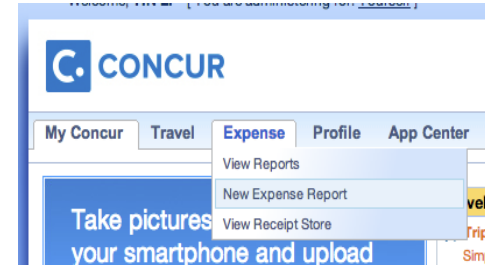 C. CONCUR
My Concur Travel Expense Profile App Center
View Reports
New Expense Report
View Receipt Store
Take pictures
your smartphone and upload